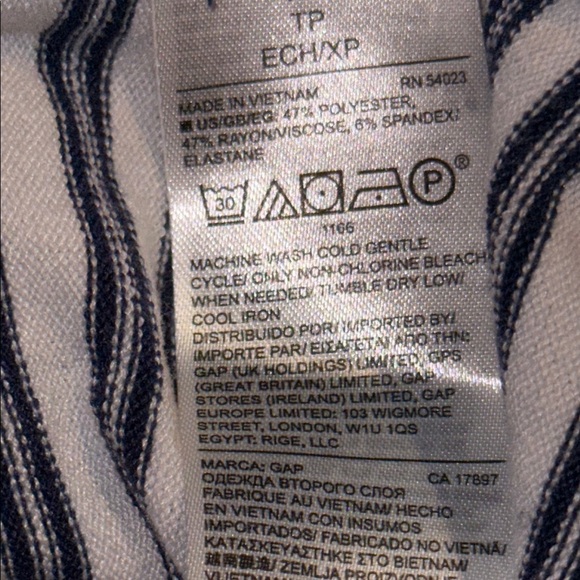 TP
ECH/XP
RN 54023
MADE IN VIETNAM
US/GB/EG: 47% POLYESTER,
47% RAYON/VISCOSE, 6% SPANDEX/
ELASTANE
30
P®
1166
MACHINE WASH COLD GENTLE
CYCLE/ ONLY NON-CHLORINE BLEACH
WHEN NEEDED/ TUMBLE DRY LOW/
COOL IRON
DISTRIBUIDO POR/ IMPORTED BY/
IMPORTE PAR/ ΕΙΣΑΓΕΤΑΙ ΑΠΟ ΤΗΝ:
GAP (UK HOLDINGS) LIMITED, GPS
(GREAT BRITAIN) LIMITED, GAP
STORES (IRELAND) LIMITED, GAP
EUROPE LIMITED: 103 WIGMORE
STREET, LONDON, W1U 1QS
EGYPT: RIGE, LLC
MARCA: GAP
CA 17897
ОДЕЖДА ВТОРОГО СЛОЯ
FABRIQUE AU VIETNAM/ HECHO
EN VIETNAM CON INSUMOS
IMPORTADOS/ FABRICADO NO VIETNÃ/
ΚΑΤΑΣΚΕΥΑΣΤΗΚΕ ΣΤΟ ΒΙΕΤΝΑΜ/
越南製造/ ZEMLJA PROIZVO